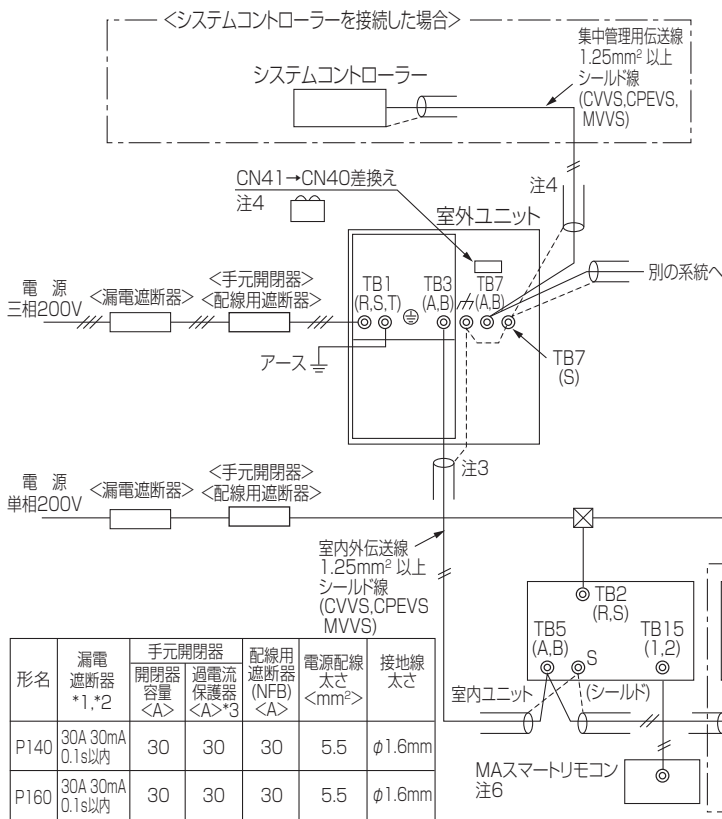 <システムコントローラーを接続した場合>
集中管理用伝送線
1.25mm² 以上
シールド線
(CVVS,CPEVS,
MVVS)
システムコントローラー
CN41→CN40差換え
注4
注4
室外ユニット
電 源
三相200V
<漏電遮断器>
<手元開閉器>
<配線用遮断器>
TB1
(R,S,T)
TB3
(A,B)
TB7
(A,B)
別の系統へ
アース
TB7
(S)
注3
電 源
単相200V
<漏電遮断器>
<手元開閉器>
<配線用遮断器>
室内外伝送線
1.25mm² 以上
シールド線
(CVVS,CPEVS
MVVS)
TB2
(R,S)
TB5
(A,B)
S
TB15
(1,2)
室内ユニット
(シールド)
MAスマートリモコン
注6
形名
漏電
遮断器
*1,*2
手元開閉器
開閉器
容量
<A>
過電流
保護器
<A>*3
配線用
遮断器
(NFB)
<A>
電源配線
太さ
<mm²>
接地線
太さ
P140 30A 30mA
0.1s以内 30 30 30 5.5 φ1.6mm
P160 30A 30mA
0.1s以内 30 30 30 5.5 φ1.6mm